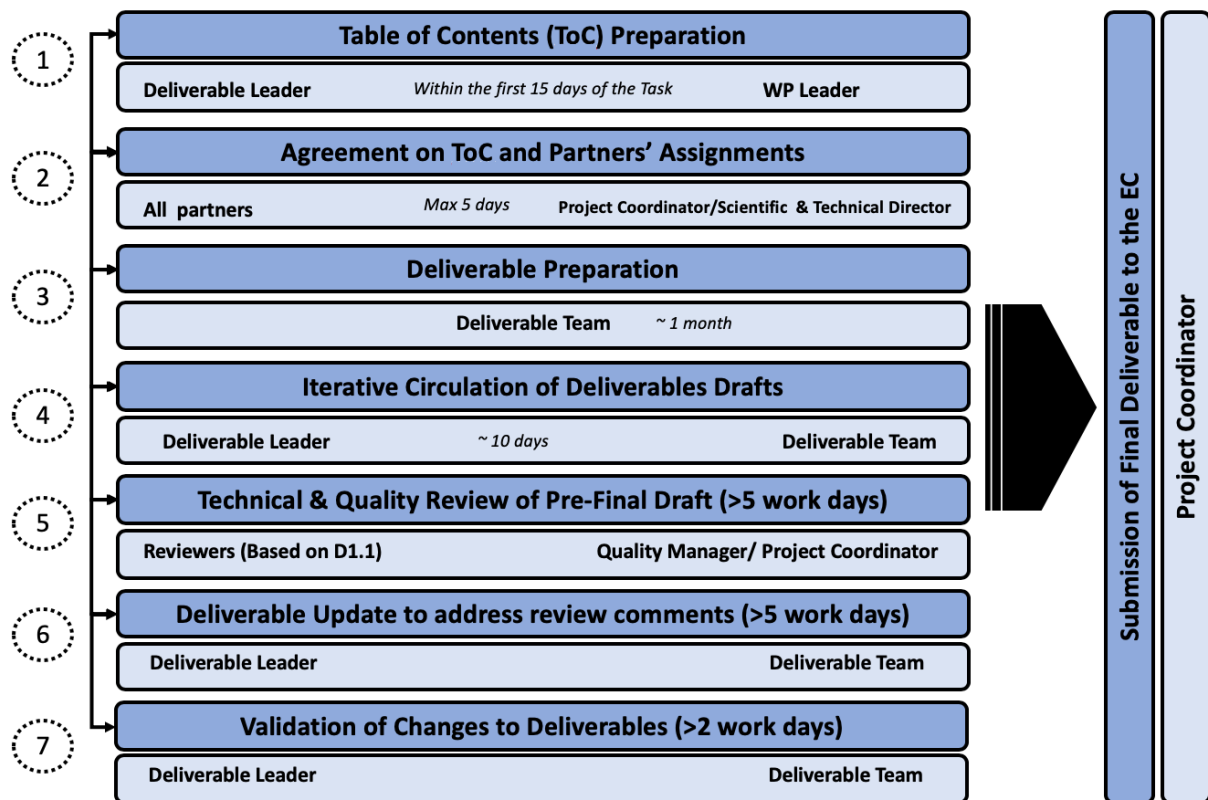 1
Table of Contents (ToC) Preparation
Deliverable Leader Within the first 15 days of the Task WP Leader
2
Agreement on ToC and Partners’ Assignments
All partners Max 5 days Project Coordinator/Scientific & Technical Director
3
Deliverable Preparation
Deliverable Team ~ 1 month
4
Iterative Circulation of Deliverables Drafts
Deliverable Leader ~ 10 days Deliverable Team
5
Technical & Quality Review of Pre-Final Draft (>5 work days)
Reviewers (Based on D1.1) Quality Manager/ Project Coordinator
6
Deliverable Update to address review comments (>5 work days)
Deliverable Leader Deliverable Team
7
Validation of Changes to Deliverables (>2 work days)
Deliverable Leader Deliverable Team
Submission of Final Deliverable to the EC
Project Coordinator